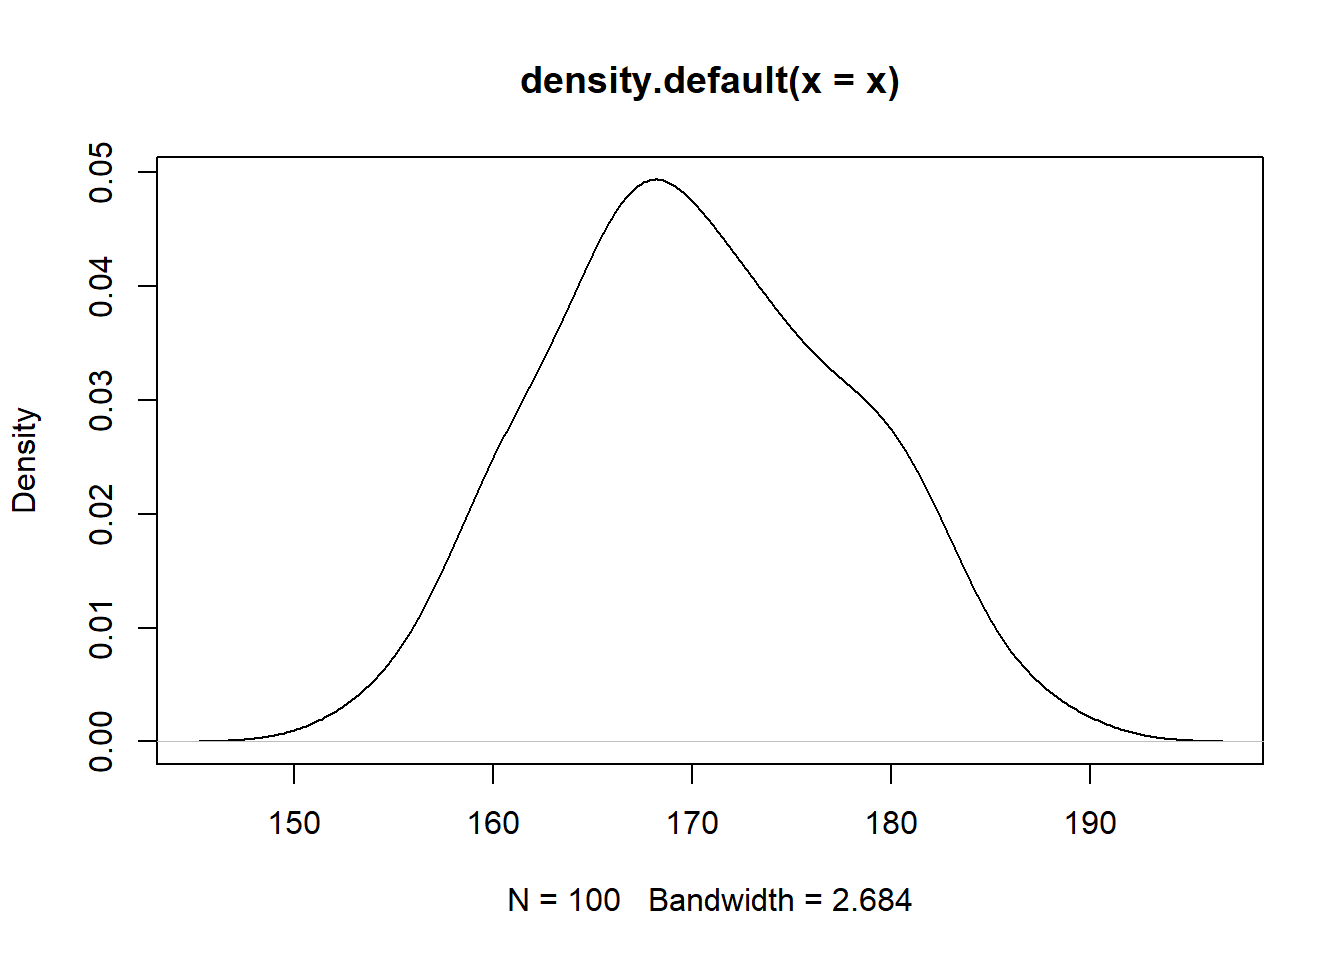 density.default(x = x)
Density
0.05
0.04
0.03
0.02
0.01
0.00
150 160 170 180 190
N = 100   Bandwidth = 2.684